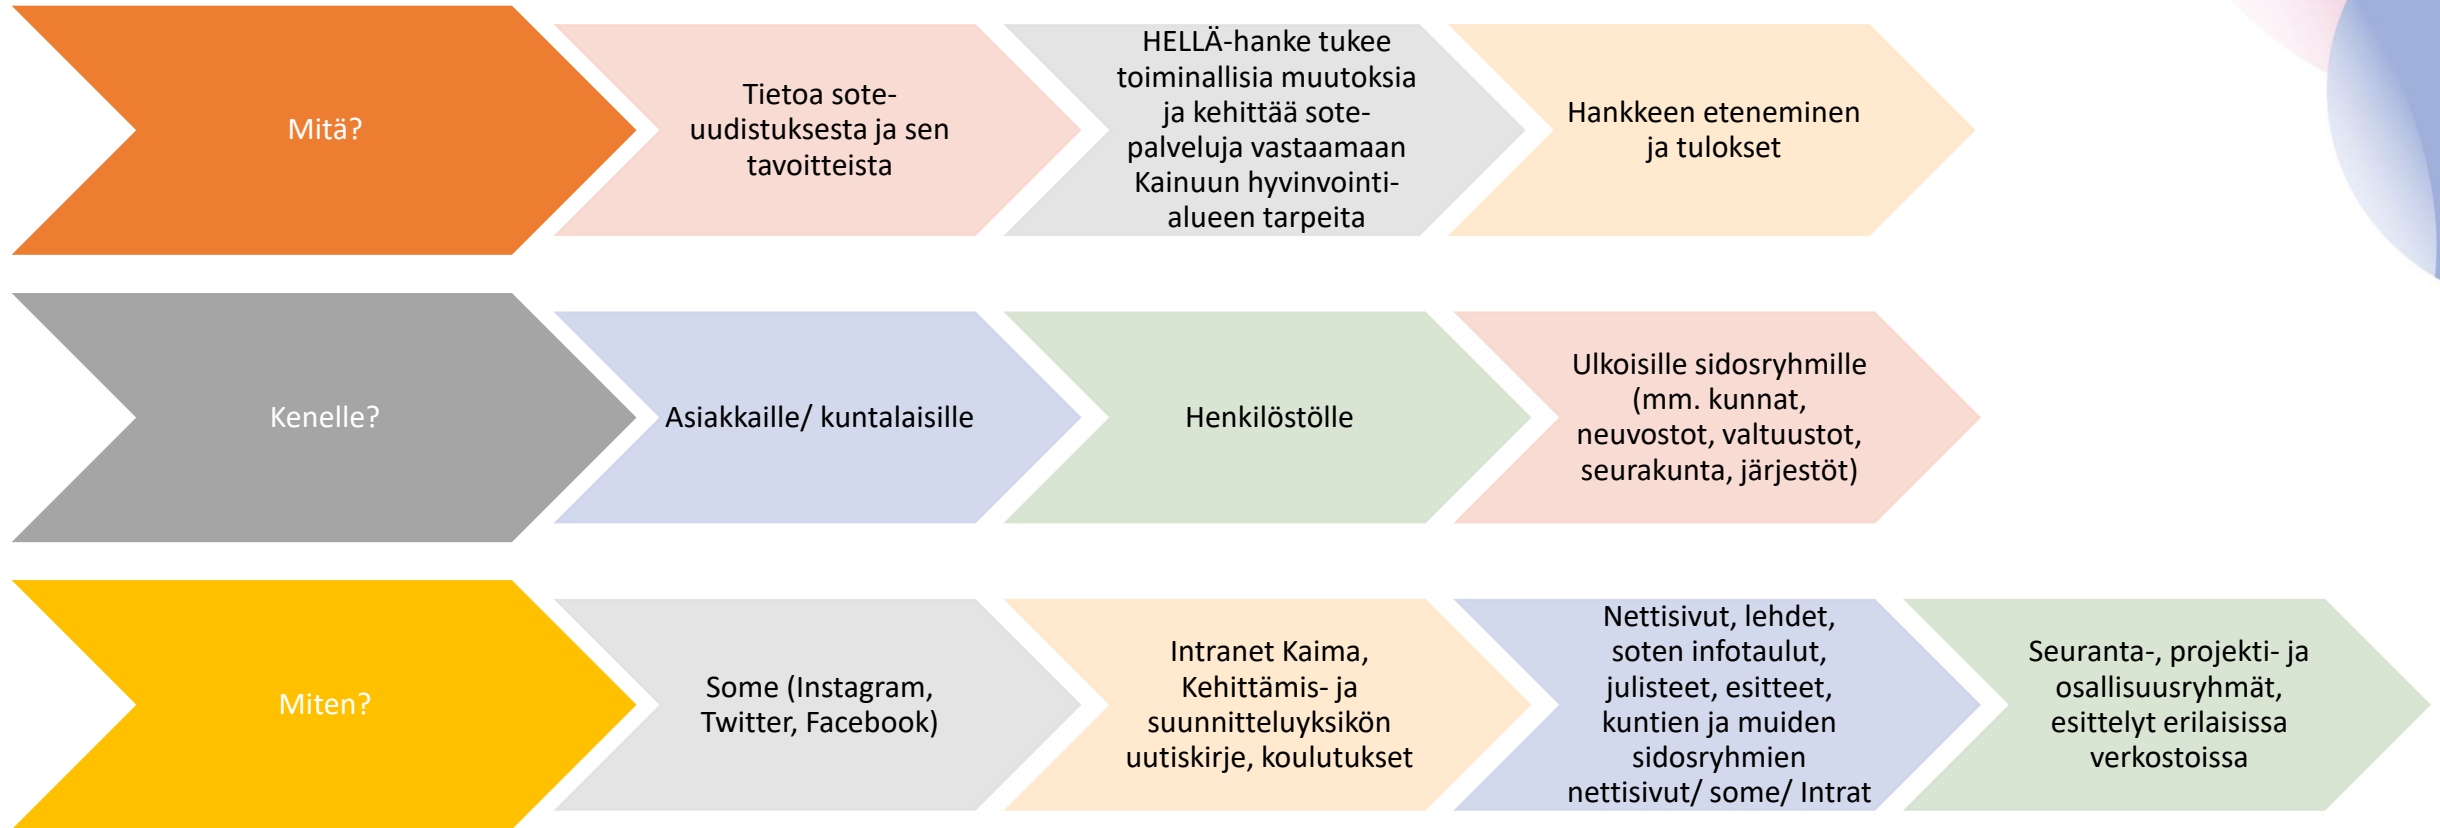 Mitä?
Tietoa sote-
uudistuksesta ja sen
tavoitteista
HELLÄ-hanke tukee
toiminallisia muutoksia
ja kehittää sote-
palveluja vastaamaan
Kainuun hyvinvointi-
alueen tarpeita
Hankkeen eteneminen
ja tulokset
Kenelle?
Asiakkaille/ kuntalaisille
Henkilöstölle
Ulkoisille sidosryhmille
(mm. kunnat,
neuvostot, valtuustot,
seurakunta, järjestöt)
Miten?
Some (Instagram,
Twitter, Facebook)
Intranet Kaima,
Kehittämis- ja
suunnitteluyksikön
uutiskirje, koulutukset
Nettisivut, lehdet,
soten infotaulut,
julisteet, esitteet,
kuntien ja muiden
sidosryhmien
nettisivut/ some/ Intrat
Seuranta-, projekti- ja
osallisuusryhmät,
esittelyt erilaisissa
verkostoissa